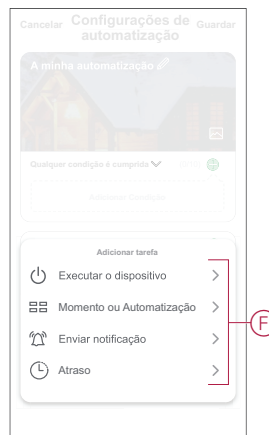 Cancelar Configurações de Guardar
automatização
A minha automatização
Qualquer condição é cumprida
Adicionar Condição
Adicionar tarefa
Executar o dispositivo
Momento ou Automatização
Enviar notificação
Atraso
F